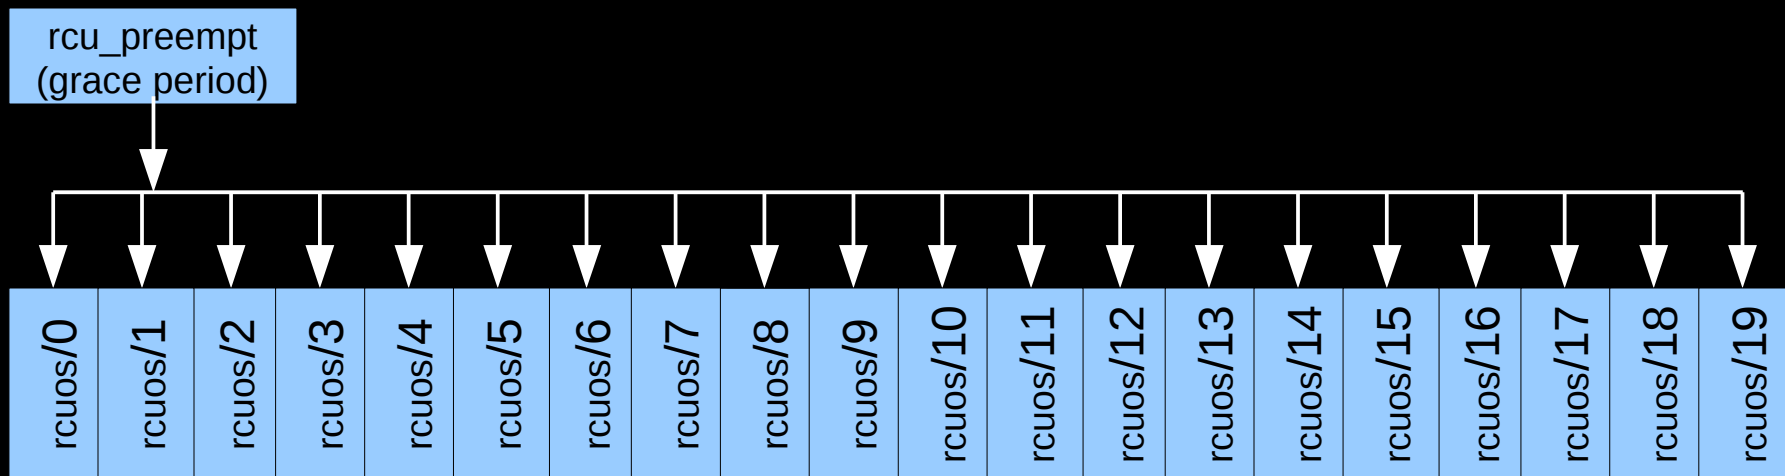 rcu_preempt
(grace period)
rcuos/0
rcuos/1
rcuos/2
rcuos/3
rcuos/4
rcuos/5
rcuos/6
rcuos/7
rcuos/8
rcuos/9
rcuos/10
rcuos/11
rcuos/12
rcuos/13
rcuos/14
rcuos/15
rcuos/16
rcuos/17
rcuos/18
rcuos/19